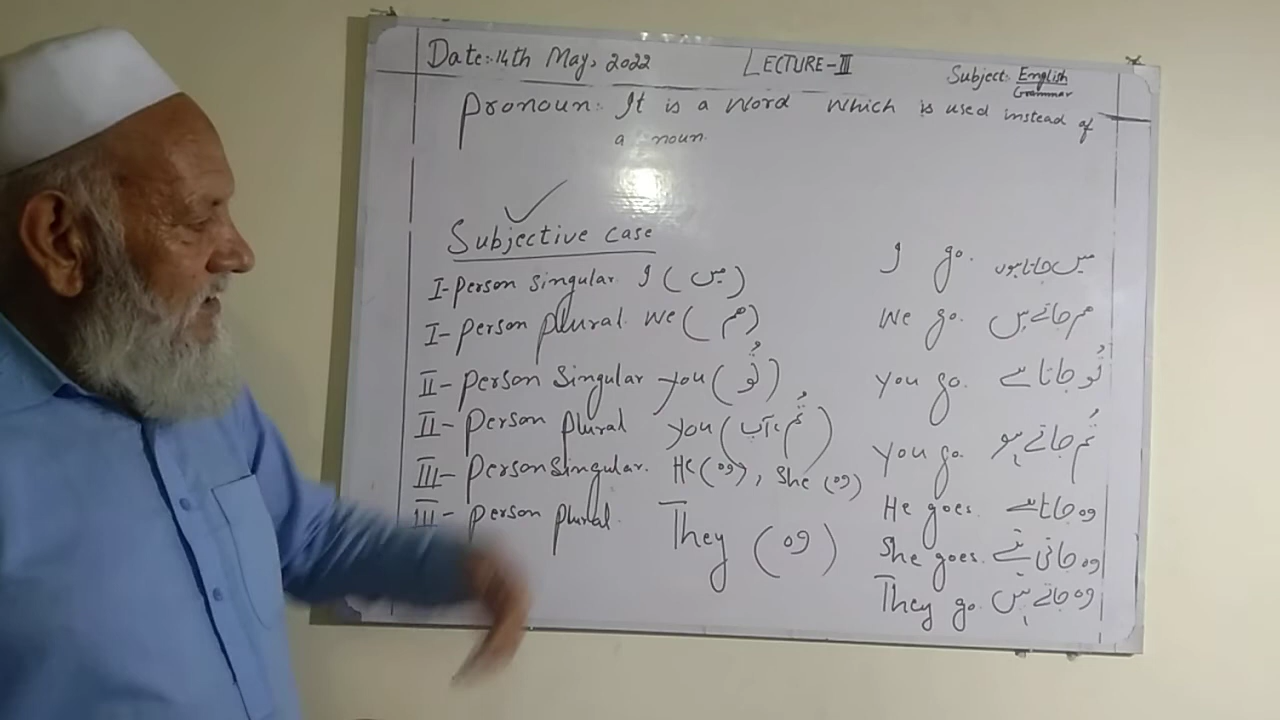 Date:- 14th May, 2022 LECTURE-III Subject: English Grammar
Pronoun: It is a word which is used instead of
a noun.
Subjective case
I-person singular I (میں) I go. میں جاتا ہوں
I-person plural we (ہم) We go. ہم جاتے ہیں
II-person singular you (تُو) you go. تُو جاتا ہے
II-person plural you (تُم، آپ) you go. تُم جاتے ہو
III-person singular. He (وہ), she (وہ) He goes. وہ جاتا ہے
III-person plural. They (وہ) She goes. وہ جاتی ہے
They go. وہ جاتے ہیں